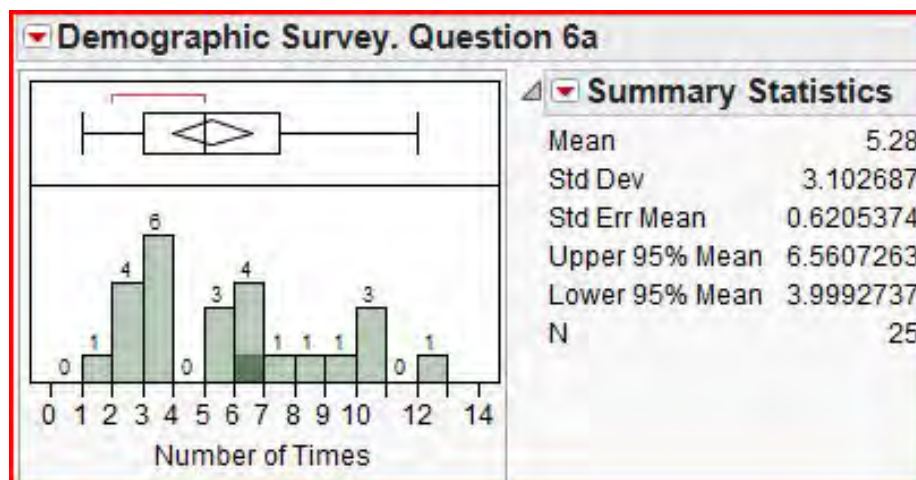 Demographic Survey. Question 6a
6
4
3
4
3
1
1
1
1
1
0
0
0
0 1 2 3 4 5 6 7 8 9 10 12 14
Number of Times
Summary Statistics
Mean 5.28
Std Dev 3.102687
Std Err Mean 0.6205374
Upper 95% Mean 6.5607263
Lower 95% Mean 3.9992737
N 25